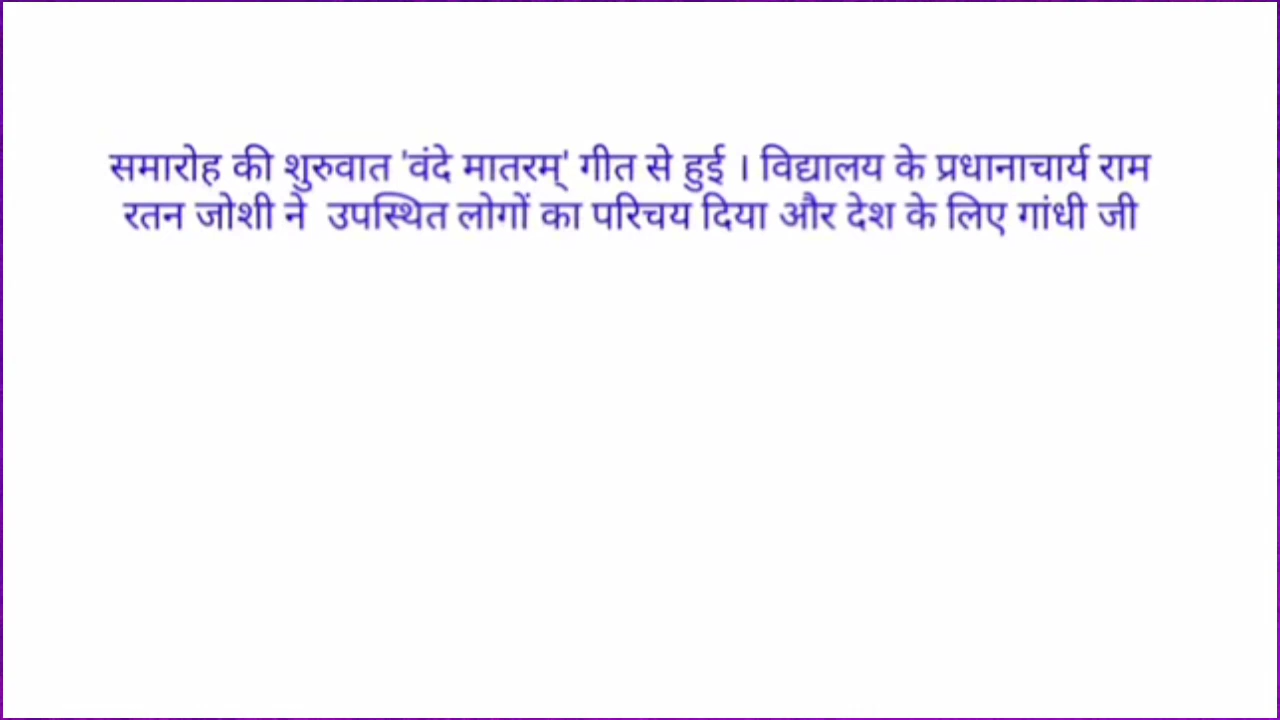 समारोह की शुरुवात 'वंदे मातरम्' गीत से हुई । विद्यालय के प्रधानाचार्य राम
रतन जोशी ने उपस्थित लोगों का परिचय दिया और देश के लिए गांधी जी